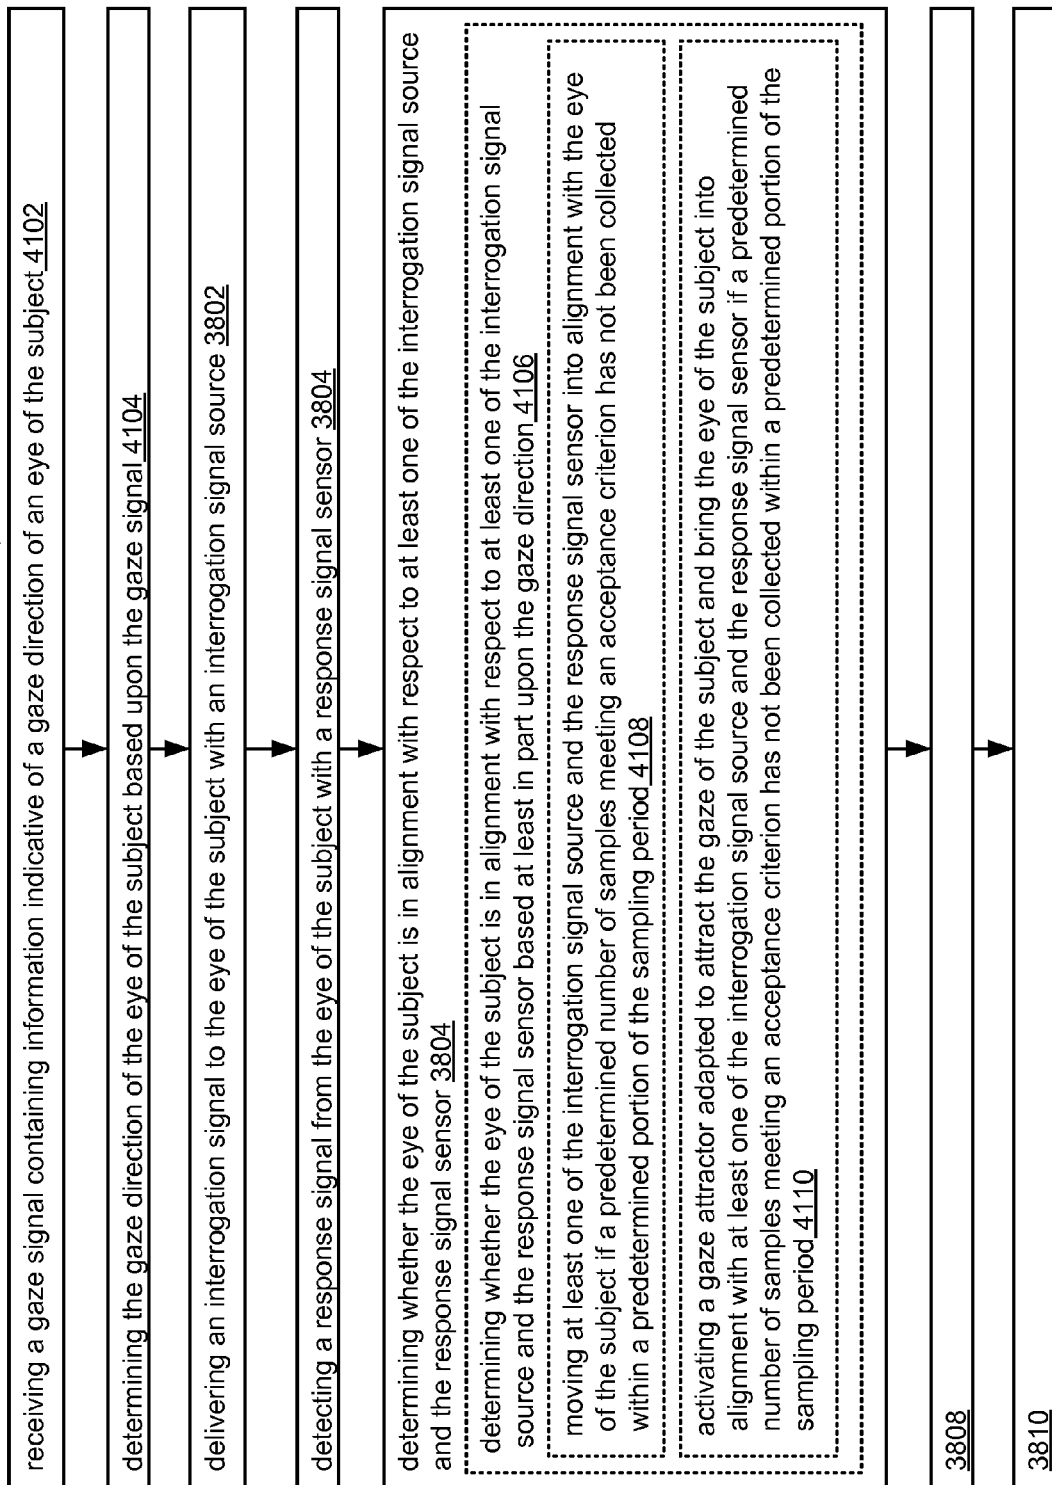 receiving a gaze signal containing information indicative of a gaze direction of an eye of the subject 4102
determining the gaze direction of the eye of the subject based upon the gaze signal 4104
delivering an interrogation signal to the eye of the subject with an interrogation signal source 3802
detecting a response signal from the eye of the subject with a response signal sensor 3804
determining whether the eye of the subject is in alignment with respect to at least one of the interrogation signal source
and the response signal sensor 3804
determining whether the eye of the subject is in alignment with respect to at least one of the interrogation signal
source and the response signal sensor based at least in part upon the gaze direction 4106
moving at least one of the interrogation signal source and the response signal sensor into alignment with the eye
of the subject if a predetermined number of samples meeting an acceptance criterion has not been collected
within a predetermined portion of the sampling period 4108
activating a gaze attractor adapted to attract the gaze of the subject and bring the eye of the subject into
alignment with at least one of the interrogation signal source and the response signal sensor if a predetermined
number of samples meeting an acceptance criterion has not been collected within a predetermined portion of the
sampling period 4110
3808
3810